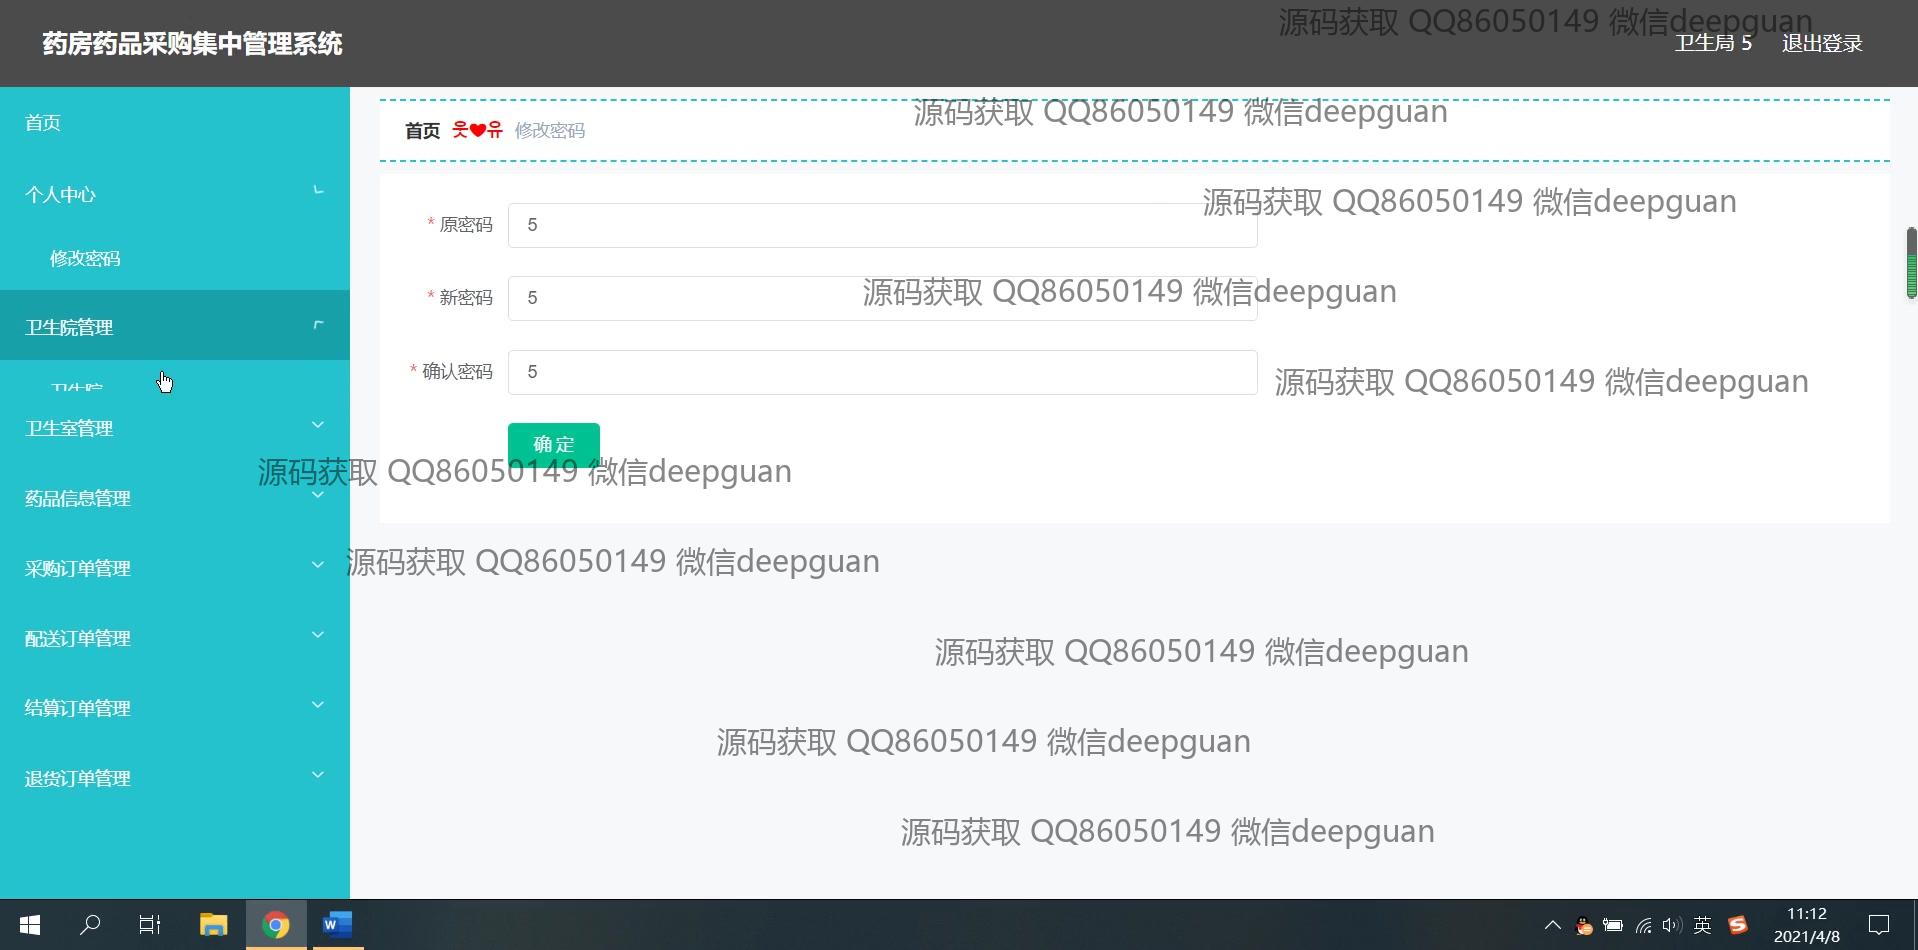 源码获取 QQ86050149 微信deepguan
药房药品采购集中管理系统
卫生局 5 退出登录
源码获取 QQ86050149 微信deepguan
首页
首页 웃❤유 修改密码
个人中心
源码获取 QQ86050149 微信deepguan
* 原密码 5
修改密码
源码获取 QQ86050149 微信deepguan
* 新密码 5
卫生院管理
* 确认密码 5
源码获取 QQ86050149 微信deepguan
卫生院
卫生室管理
确定
源码获取 QQ86050149 微信deepguan
药品信息管理
源码获取 QQ86050149 微信deepguan
采购订单管理
配送订单管理
源码获取 QQ86050149 微信deepguan
结算订单管理
源码获取 QQ86050149 微信deepguan
退货订单管理
源码获取 QQ86050149 微信deepguan
英
11:12
2021/4/8